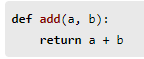 def add(a, b):
    return a + b